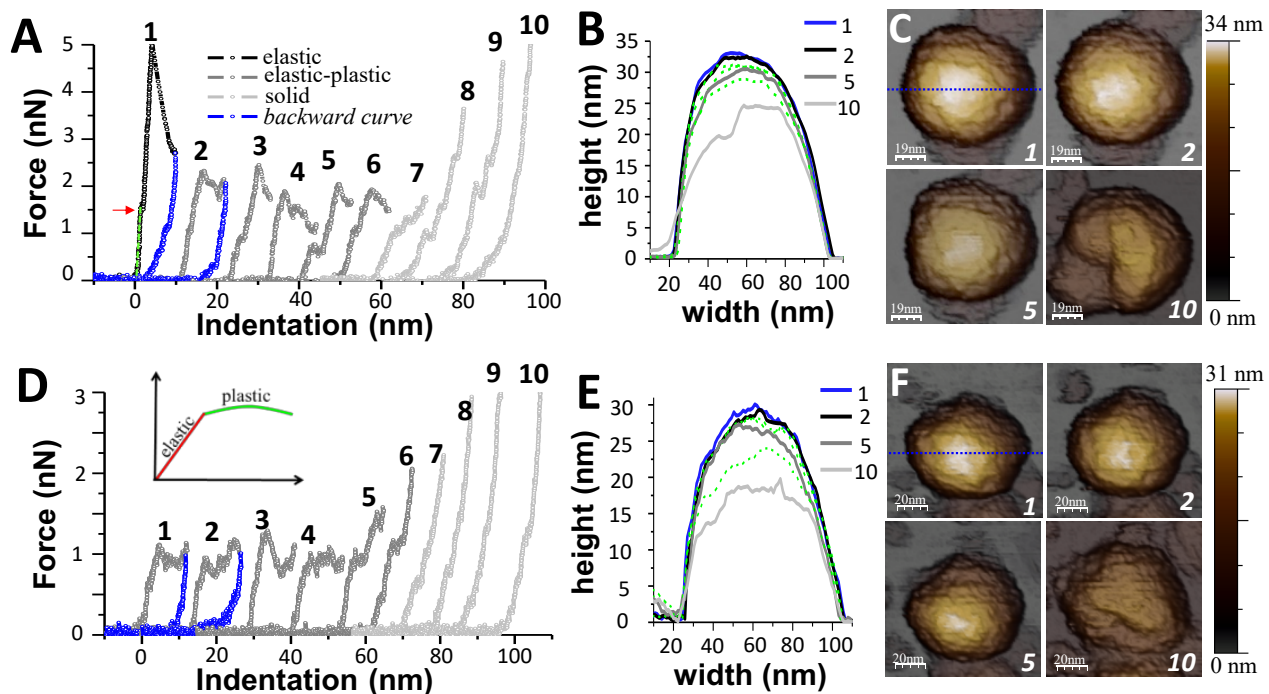 A
Force (nN)
5
4
3
2
1
0
1
2
3
4
5
6
7
8
9
10
elastic
elastic-plastic
solid
backward curve
0
20
40
60
80
100
Indentation (nm)
B
height (nm)
35
30
25
20
15
10
5
0
1
2
5
10
20
40
60
80
100
width (nm)
C
19nm
1
19nm
2
19nm
5
19nm
10
34 nm
0 nm
D
Force (nN)
3
2
1
0
elastic
plastic
1
2
3
4
5
6
7
8
9
10
0
20
40
60
80
100
Indentation (nm)
E
height (nm)
30
25
20
15
10
5
0
1
2
5
10
20
40
60
80
100
width (nm)
F
20nm
1
20nm
2
20nm
5
20nm
10
31 nm
0 nm